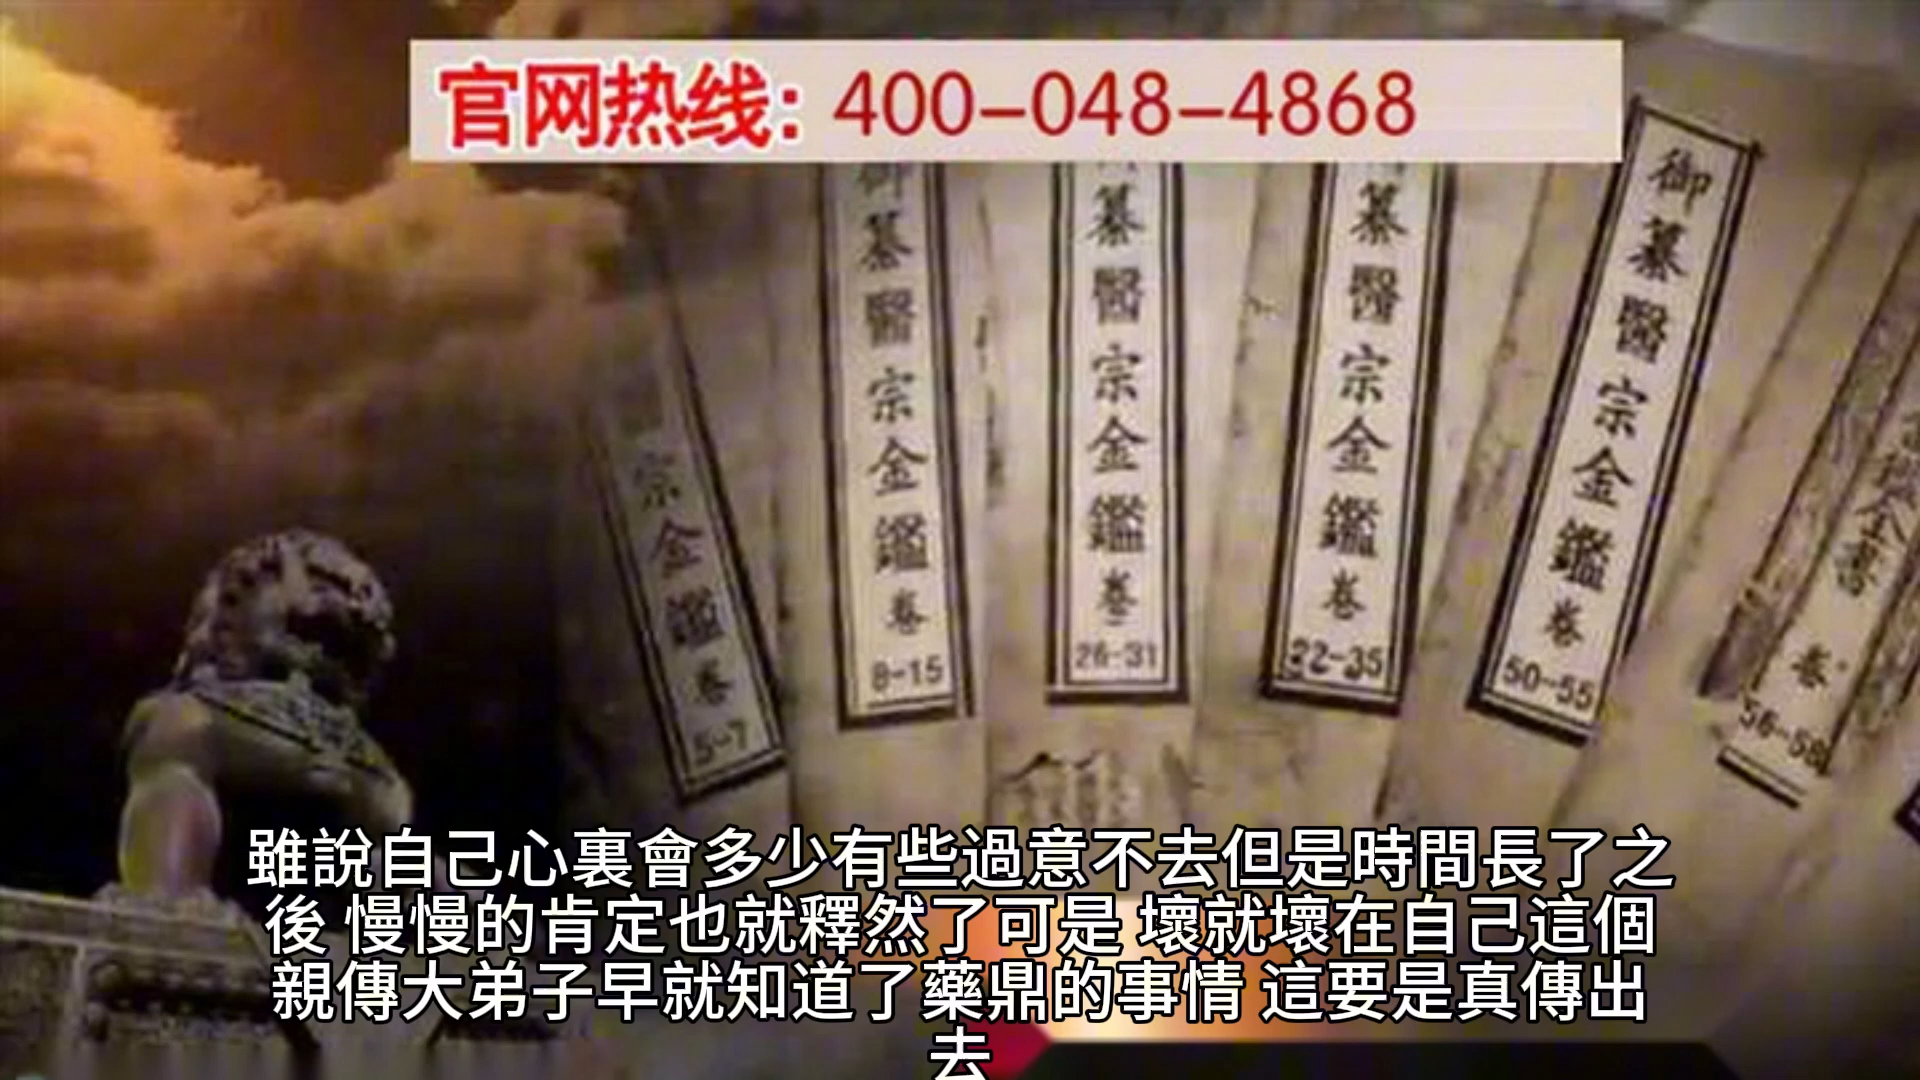 官网热线: 400-048-4868
宗金鑑卷
5-7
御纂醫宗金鑑卷
8-15
纂醫宗金鑑卷
26-31
纂醫宗金鑑卷
22-35
御纂醫宗金鑑卷
50-55
全書
卷
56-58
雖說自己心裏會多少有些過意不去但是時間長了之
後 慢慢的肯定也就釋然了可是 壞就壞在自己這個
親傳大弟子早就知道了藥鼎的事情 這要是真傳出
去